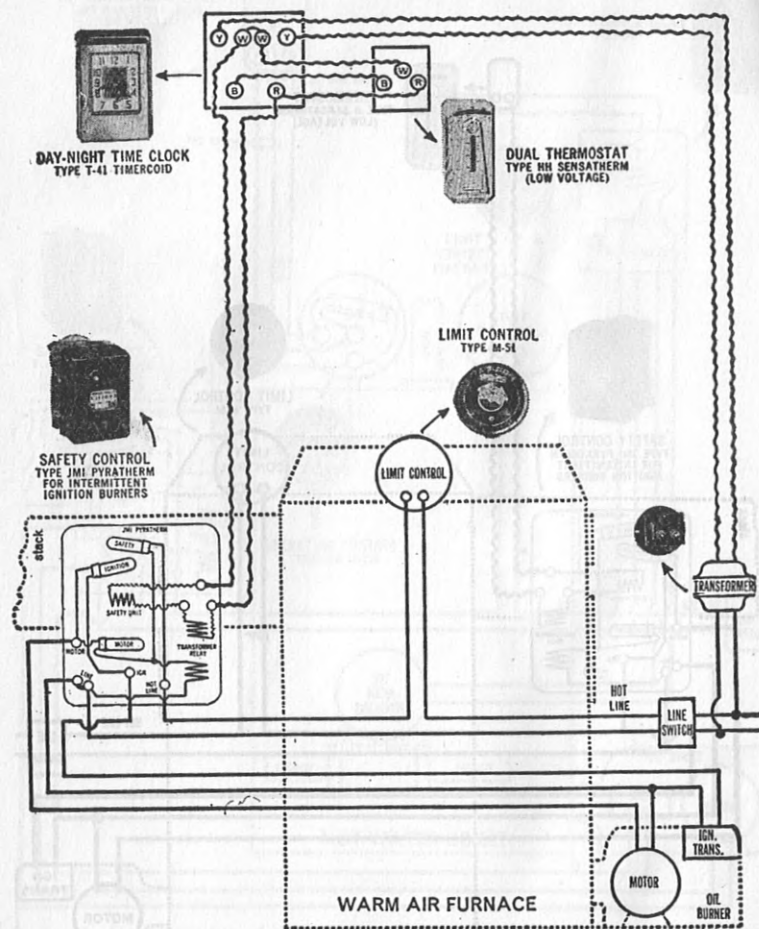 Y W W Y
B R
W
B R
DAY-NIGHT TIME CLOCK
TYPE T-41 TIMERCOID
DUAL THERMOSTAT
TYPE HH SENSATHERM
(LOW VOLTAGE)
LIMIT CONTROL
TYPE M-51
SAFETY CONTROL
TYPE JM1 PYRATHERM
FOR INTERMITTENT
IGNITION BURNERS
LIMIT CONTROL
stack
JM1 PYRATHERM
SAFETY
IGNITION
SAFETY UNIT
MOTOR
MOTOR
TRANSFORMER
RELAY
LINE
IGN
HOT
LINE
TRANSFORMER
HOT
LINE
LINE
SWITCH
IGN.
TRANS.
MOTOR
OIL
BURNER
WARM AIR FURNACE